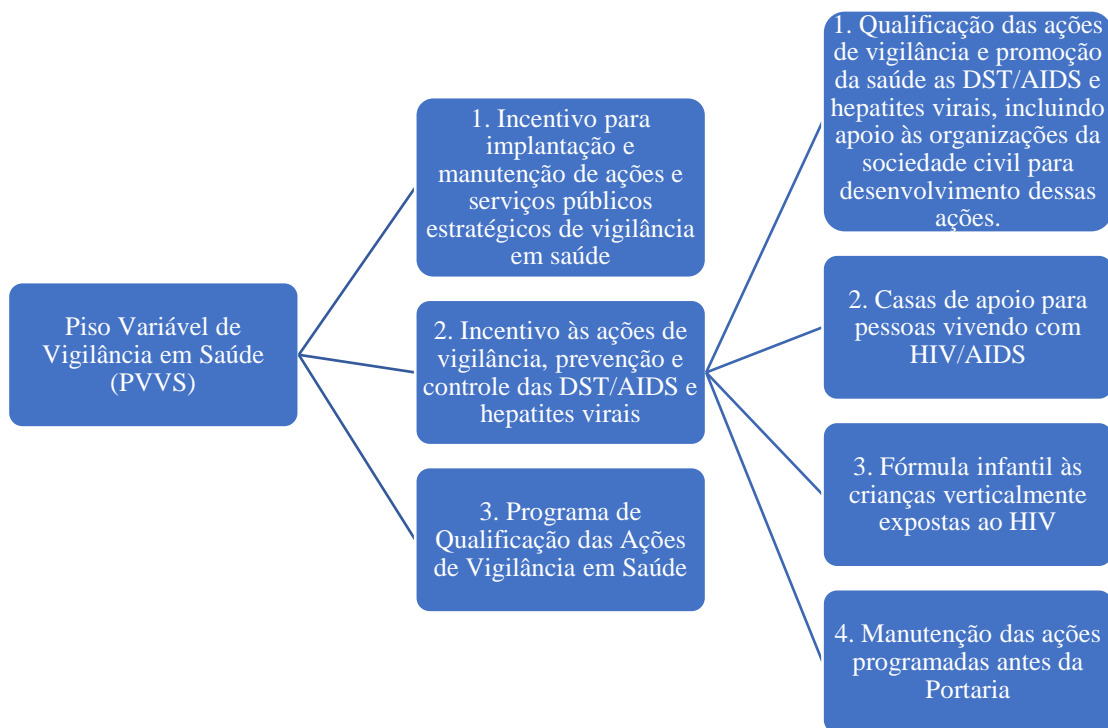 Piso Variável de
Vigilância em Saúde
(PVVS)
1. Incentivo para
implantação e
manutenção de ações e
serviços públicos
estratégicos de vigilância
em saúde
2. Incentivo às ações de
vigilância, prevenção e
controle das DST/AIDS e
hepatites virais
3. Programa de
Qualificação das Ações
de Vigilância em Saúde
1. Qualificação das ações
de vigilância e promoção
da saúde as DST/AIDS e
hepatites virais, incluindo
apoio às organizações da
sociedade civil para
desenvolvimento dessas
ações.
2. Casas de apoio para
pessoas vivendo com
HIV/AIDS
3. Fórmula infantil às
crianças verticalmente
expostas ao HIV
4. Manutenção das ações
programadas antes da
Portaria